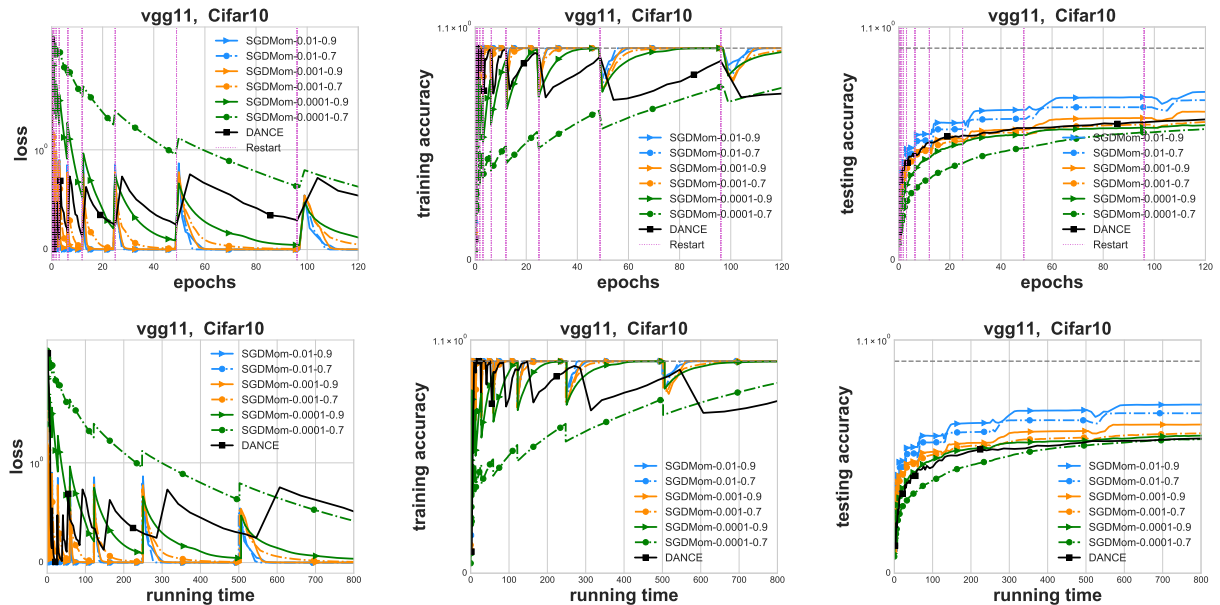 vgg11, Cifar10
loss
10⁰
0
SGDMom-0.01-0.9
SGDMom-0.01-0.7
SGDMom-0.001-0.9
SGDMom-0.001-0.7
SGDMom-0.0001-0.9
SGDMom-0.0001-0.7
DANCE
Restart
0 20 40 60 80 100 120
epochs
vgg11, Cifar10
training accuracy
1.1 × 10⁰
0
SGDMom-0.01-0.9
SGDMom-0.01-0.7
SGDMom-0.001-0.9
SGDMom-0.001-0.7
SGDMom-0.0001-0.9
SGDMom-0.0001-0.7
DANCE
Restart
0 20 40 60 80 100 120
epochs
vgg11, Cifar10
testing accuracy
1.1 × 10⁰
0
SGDMom-0.01-0.9
SGDMom-0.01-0.7
SGDMom-0.001-0.9
SGDMom-0.001-0.7
SGDMom-0.0001-0.9
SGDMom-0.0001-0.7
DANCE
Restart
0 20 40 60 80 100 120
epochs
vgg11, Cifar10
loss
10⁰
0
SGDMom-0.01-0.9
SGDMom-0.01-0.7
SGDMom-0.001-0.9
SGDMom-0.001-0.7
SGDMom-0.0001-0.9
SGDMom-0.0001-0.7
DANCE
0 100 200 300 400 500 600 700 800
running time
vgg11, Cifar10
training accuracy
1.1 × 10⁰
0
SGDMom-0.01-0.9
SGDMom-0.01-0.7
SGDMom-0.001-0.9
SGDMom-0.001-0.7
SGDMom-0.0001-0.9
SGDMom-0.0001-0.7
DANCE
0 100 200 300 400 500 600 700 800
running time
vgg11, Cifar10
testing accuracy
1.1 × 10⁰
0
SGDMom-0.01-0.9
SGDMom-0.01-0.7
SGDMom-0.001-0.9
SGDMom-0.001-0.7
SGDMom-0.0001-0.9
SGDMom-0.0001-0.7
DANCE
0 100 200 300 400 500 600 700 800
running time